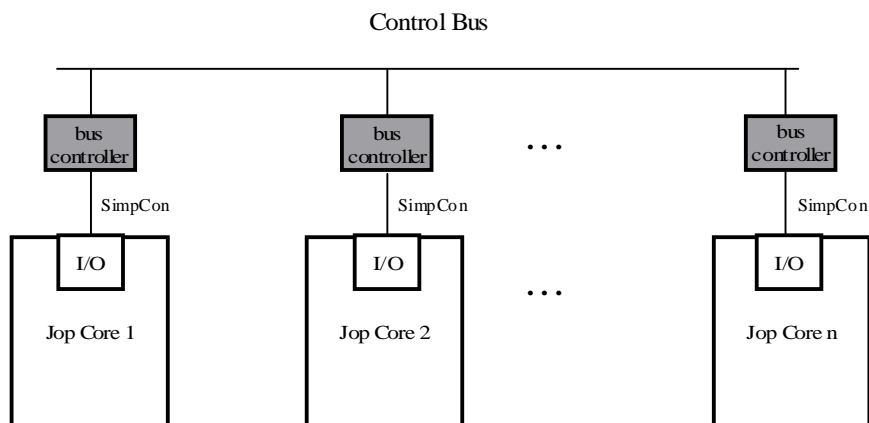 Control Bus
bus
controller
bus
controller
...
bus
controller
SimpCon
SimpCon
SimpCon
I/O
I/O
I/O
...
Jop Core 1
Jop Core 2
Jop Core n